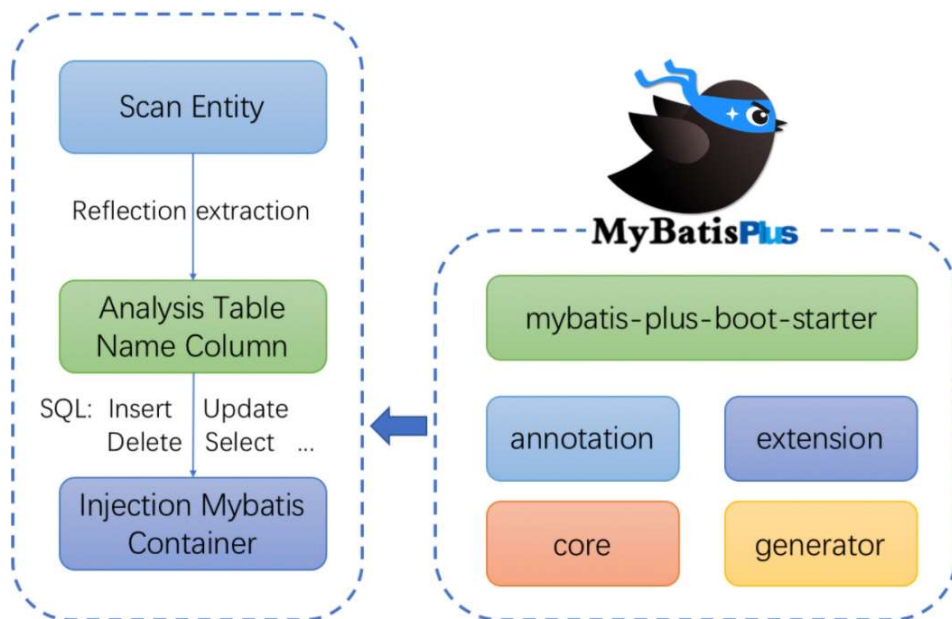 Scan Entity
Reflection extraction
Analysis Table
Name Column
SQL: Insert Update
Delete Select ...
Injection Mybatis
Container
MyBatisPlus
mybatis-plus-boot-starter
annotation
extension
core
generator